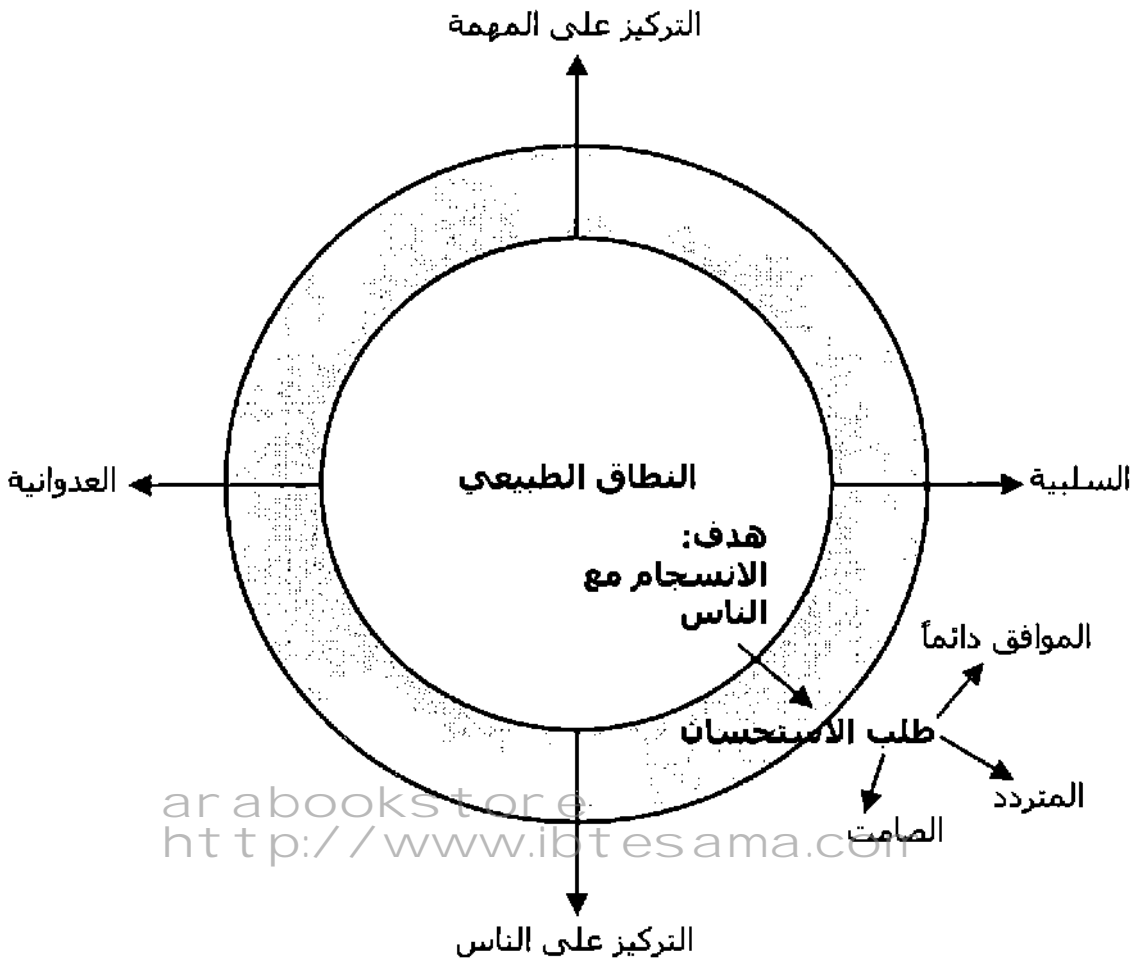 التركيز على المهمة
العدوانية
النطاق الطبيعي
السلبية
هدف:
الانسجام مع
الناس
الموافق دائماً
طلب الاستحسان
المتردد
الصامت
arabookstore
http://www.ibtesama.com
التركيز على الناس